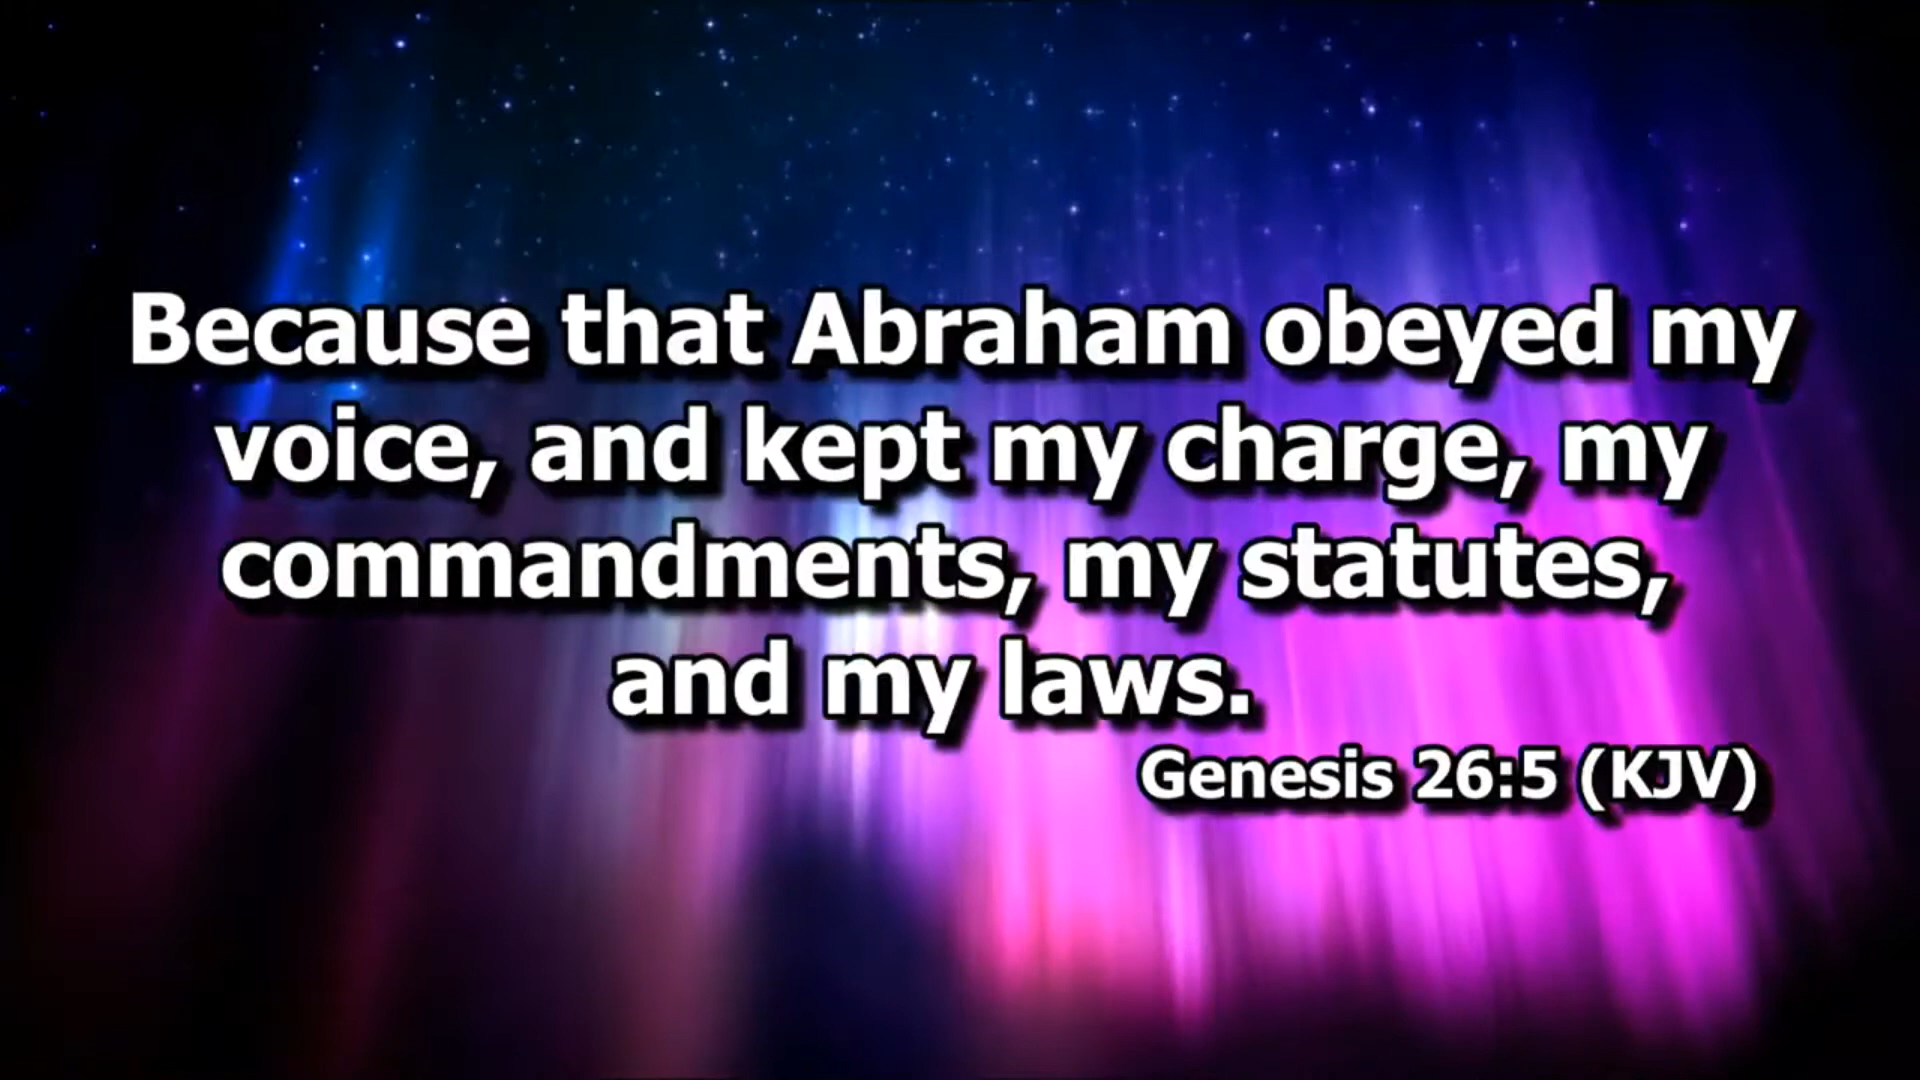 Because that Abraham obeyed my
voice, and kept my charge, my
commandments, my statutes,
and my laws.
Genesis 26:5 (KJV)